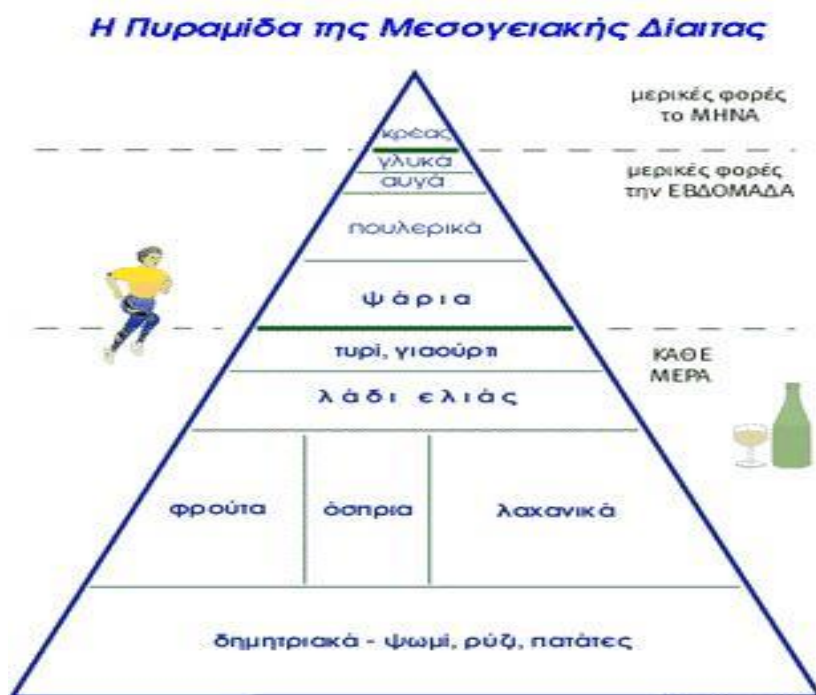 Η Πυραμίδα της Μεσογειακής Δίαιτας
μερικές φορές
το ΜΗΝΑ
κρέας
γλυκά
μερικές φορές
την ΕΒΔΟΜΑΔΑ
αυγά
πουλερικά
ψάρια
τυρί, γιαούρτι
ΚΑΘΕ
ΜΕΡΑ
λάδι ελιάς
φρούτα όσπρια λαχανικά
δημητριακά - ψωμί, ρύζι, πατάτες